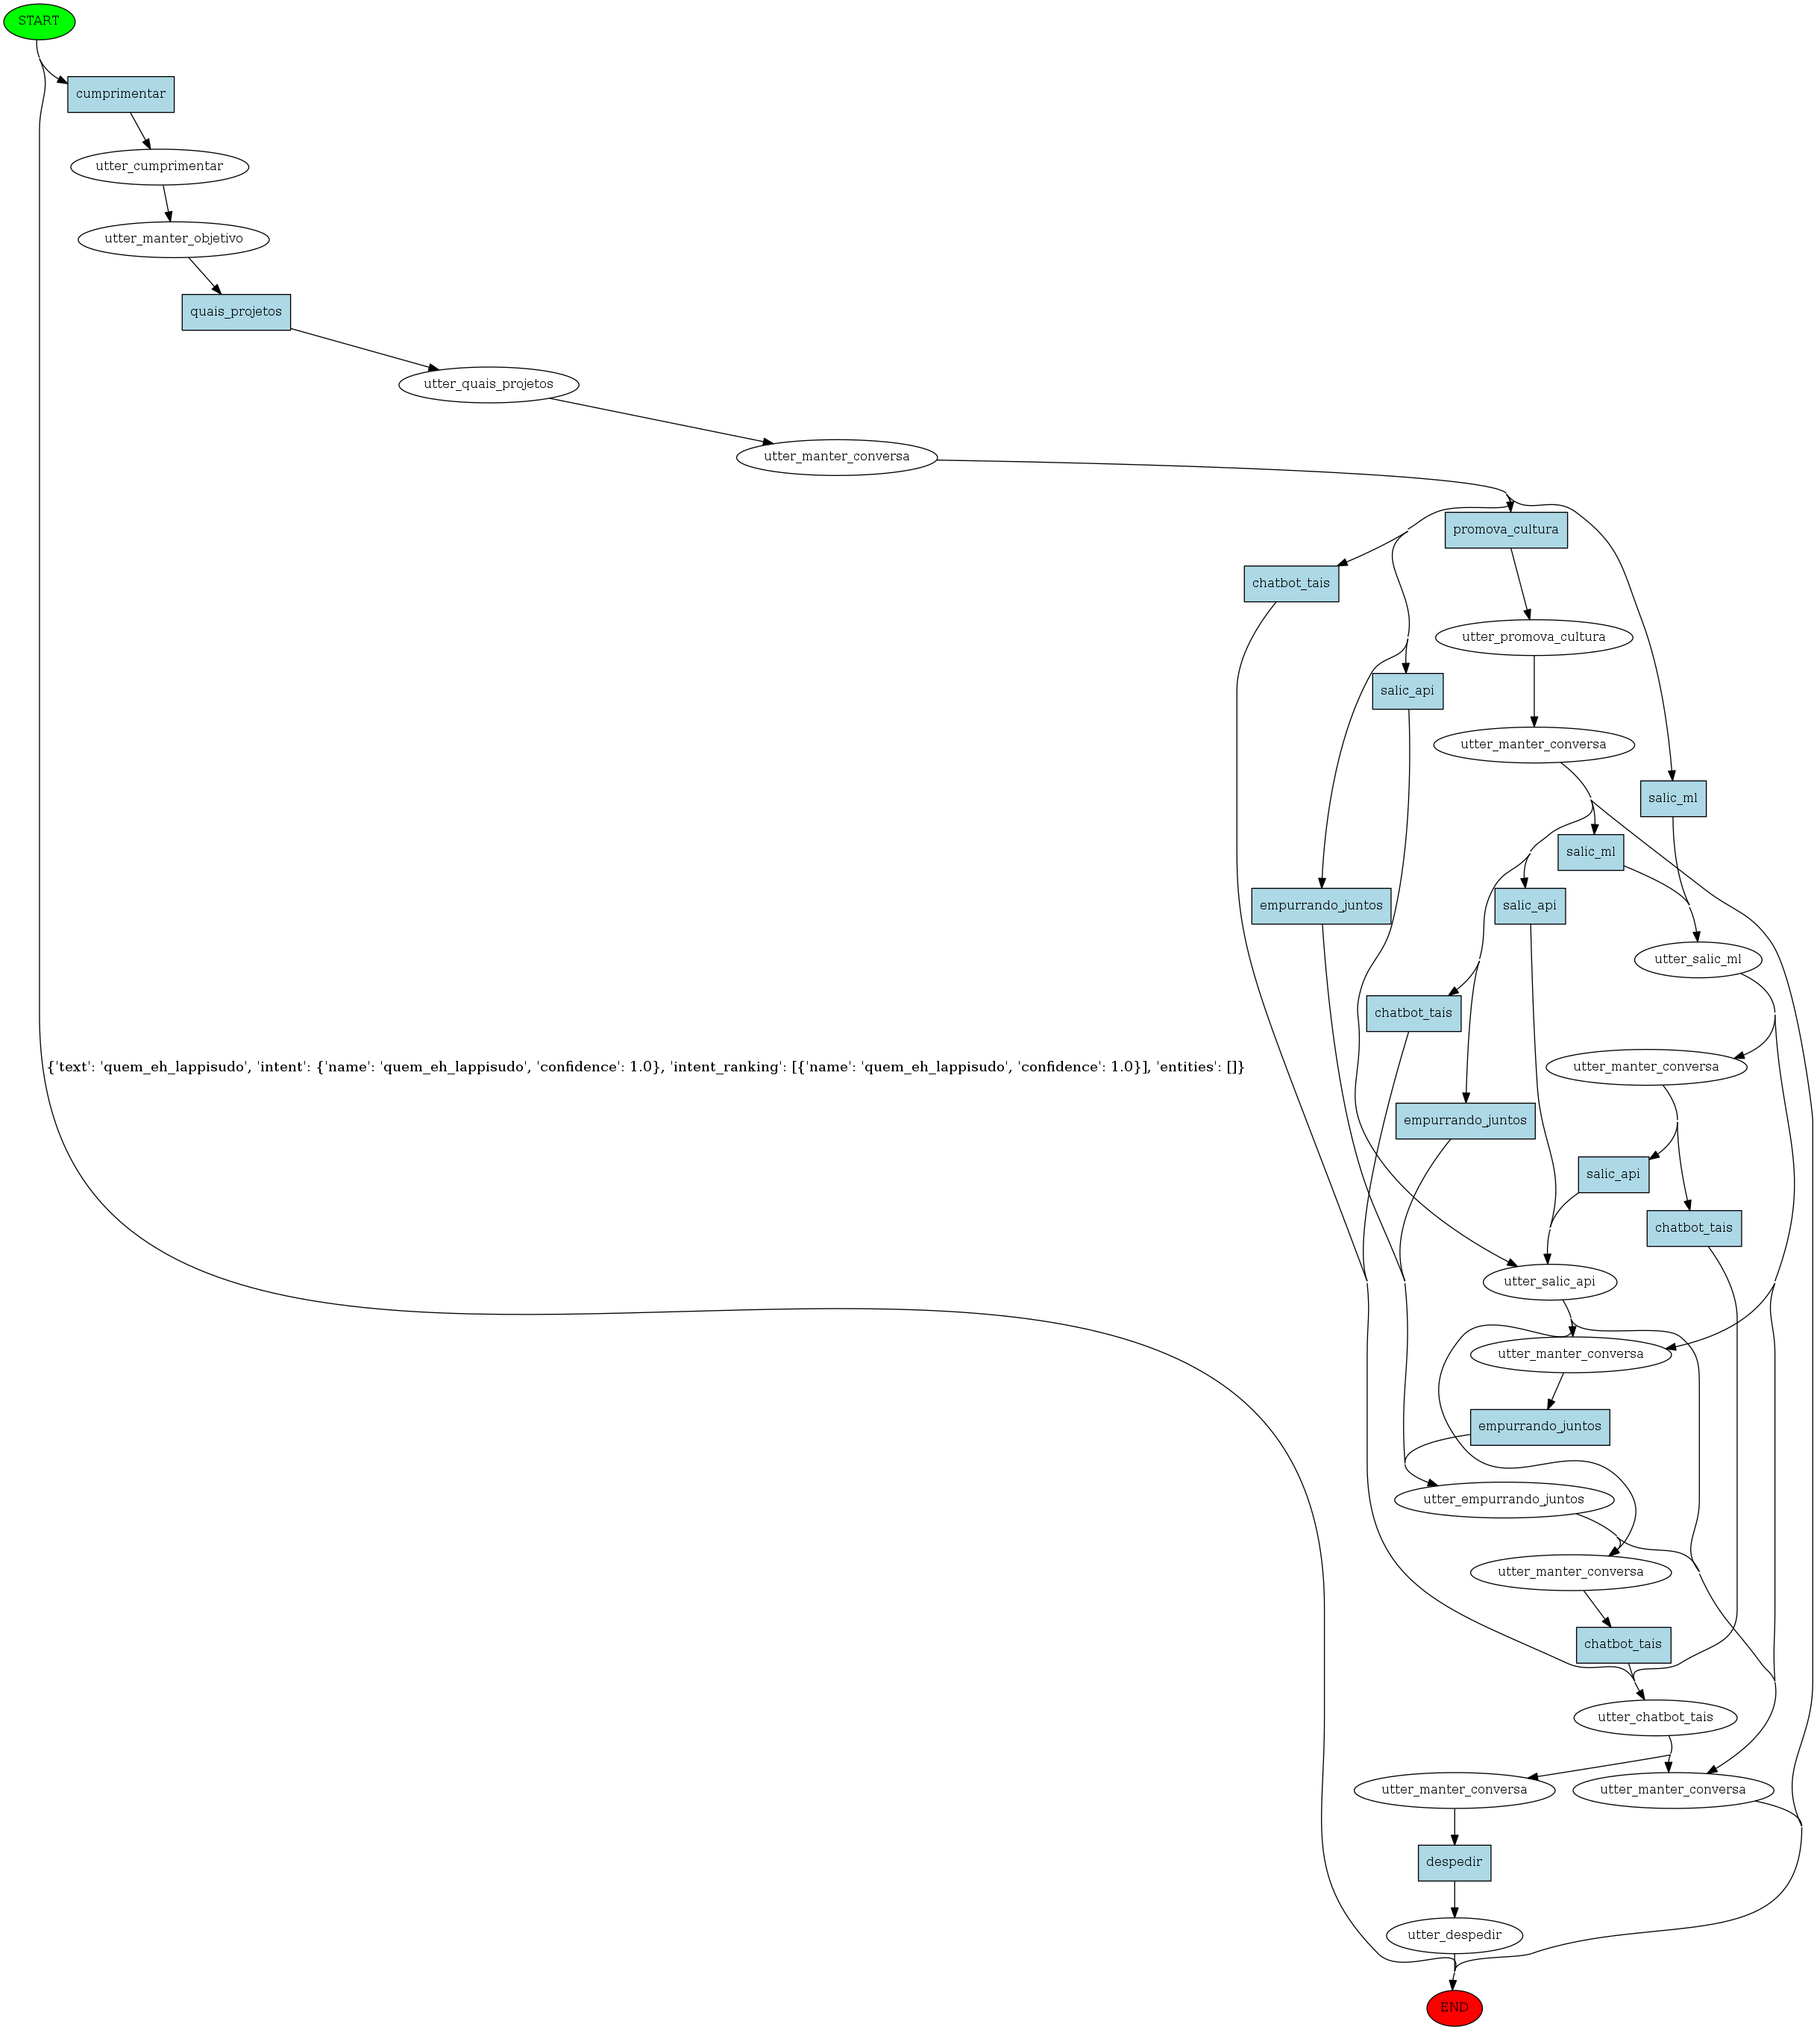 START
cumprimentar
utter_cumprimentar
utter_manter_objetivo
quais_projetos
utter_quais_projetos
utter_manter_conversa
promova_cultura
chatbot_tais
utter_promova_cultura
salic_api
utter_manter_conversa
salic_ml
salic_ml
empurrando_juntos
salic_api
utter_salic_ml
chatbot_tais
{'text': 'quem_eh_lappisudo', 'intent': {'name': 'quem_eh_lappisudo', 'confidence': 1.0}, 'intent_ranking': [{'name': 'quem_eh_lappisudo', 'confidence': 1.0}], 'entities': []}
utter_manter_conversa
empurrando_juntos
salic_api
chatbot_tais
utter_salic_api
utter_manter_conversa
empurrando_juntos
utter_empurrando_juntos
utter_manter_conversa
chatbot_tais
utter_chatbot_tais
utter_manter_conversa
utter_manter_conversa
despedir
utter_despedir
END